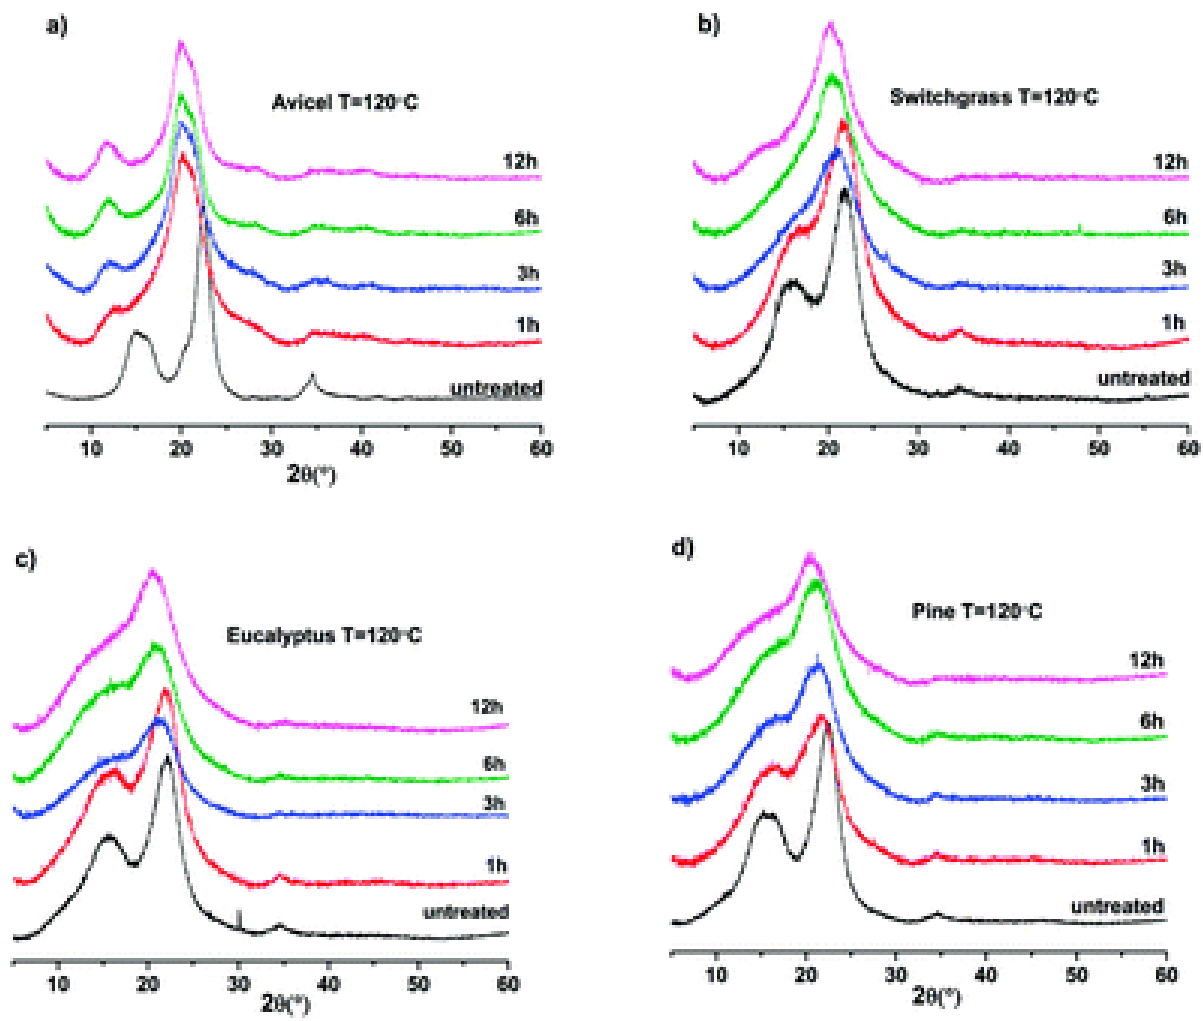 a)
Avicel T=120°C
12h
6h
3h
1h
untreated
10 20 30 40 50 60
2θ(°)
b)
Switchgrass T=120°C
12h
6h
3h
1h
untreated
10 20 30 40 50 60
c)
Eucalyptus T=120°C
12h
6h
3h
1h
untreated
10 20 30 40 50 60
2θ(°)
d)
Pine T=120°C
12h
6h
3h
1h
untreated
10 20 30 40 50 60
2θ(°)